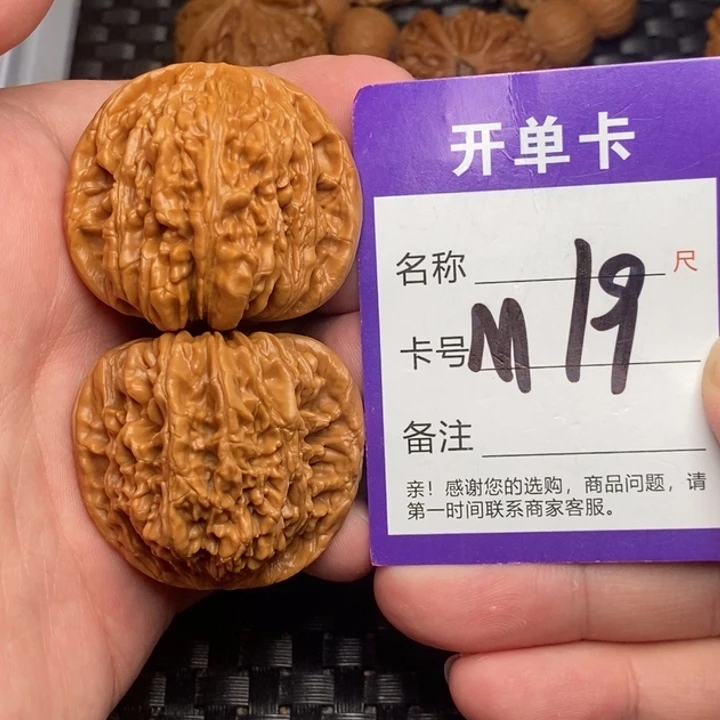 开单卡
名称 尺
卡号 M 19
备注
亲！感谢您的选购，商品问题，请
第一时间联系商家客服。